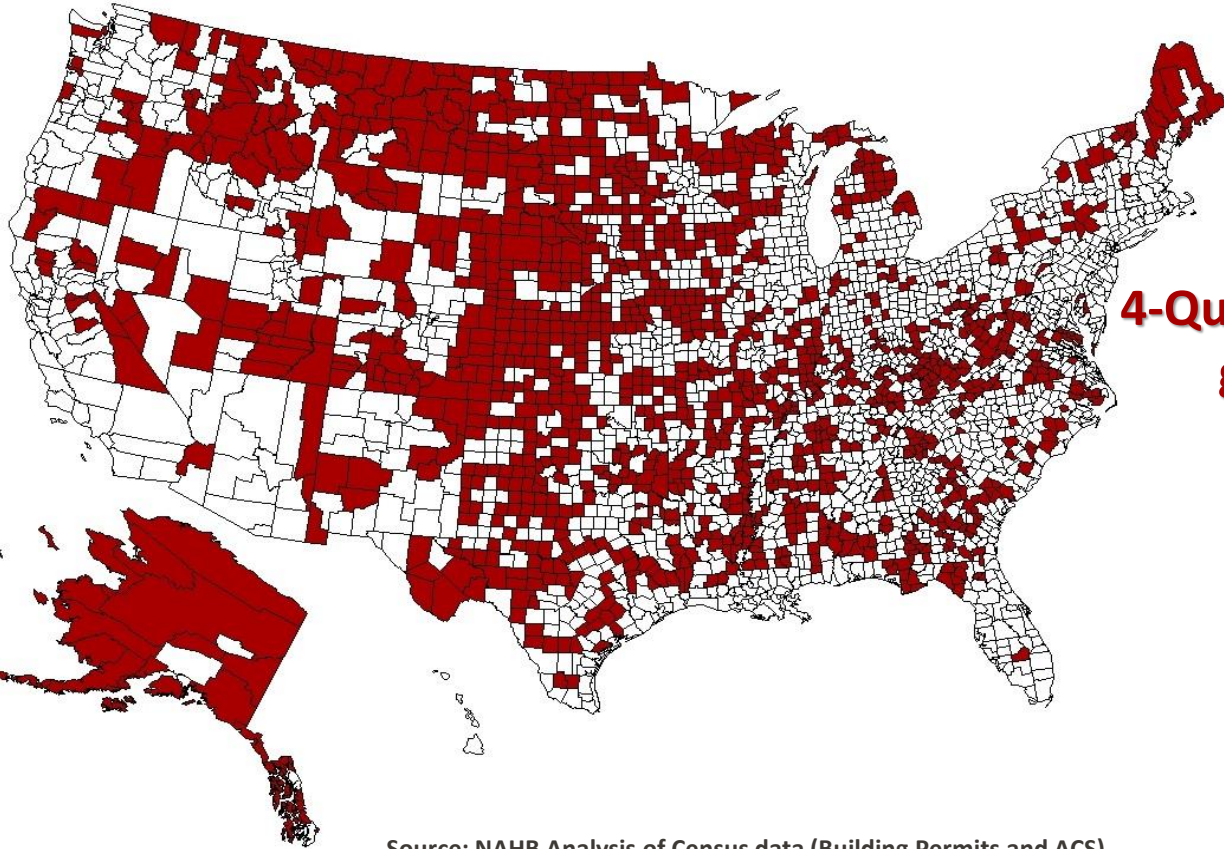 4-Qu
Source: NAHB Analysis of Census data (Building Permits and ACS)